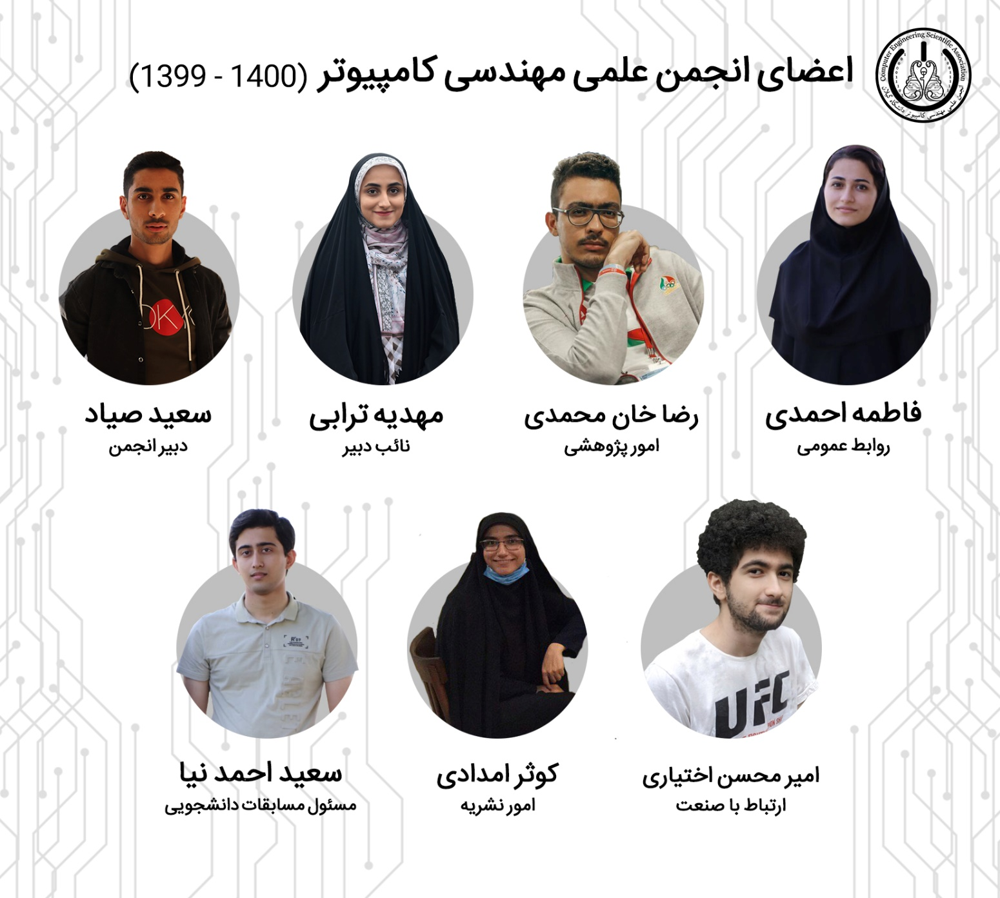 اعضای انجمن علمی مهندسی کامپیوتر (1399 - 1400)
Computer Engineering Scientific Association
انجمن علمی مهندسی کامپیوتر دانشگاه گیلان
فاطمه احمدی
روابط عمومی
رضا خان محمدی
امور پژوهشی
مهدیه ترابی
نائب دبیر
سعید صیاد
دبیر انجمن
امیر محسن اختیاری
ارتباط با صنعت
کوثر امدادی
امور نشریه
سعید احمد نیا
مسئول مسابقات دانشجویی
UFC